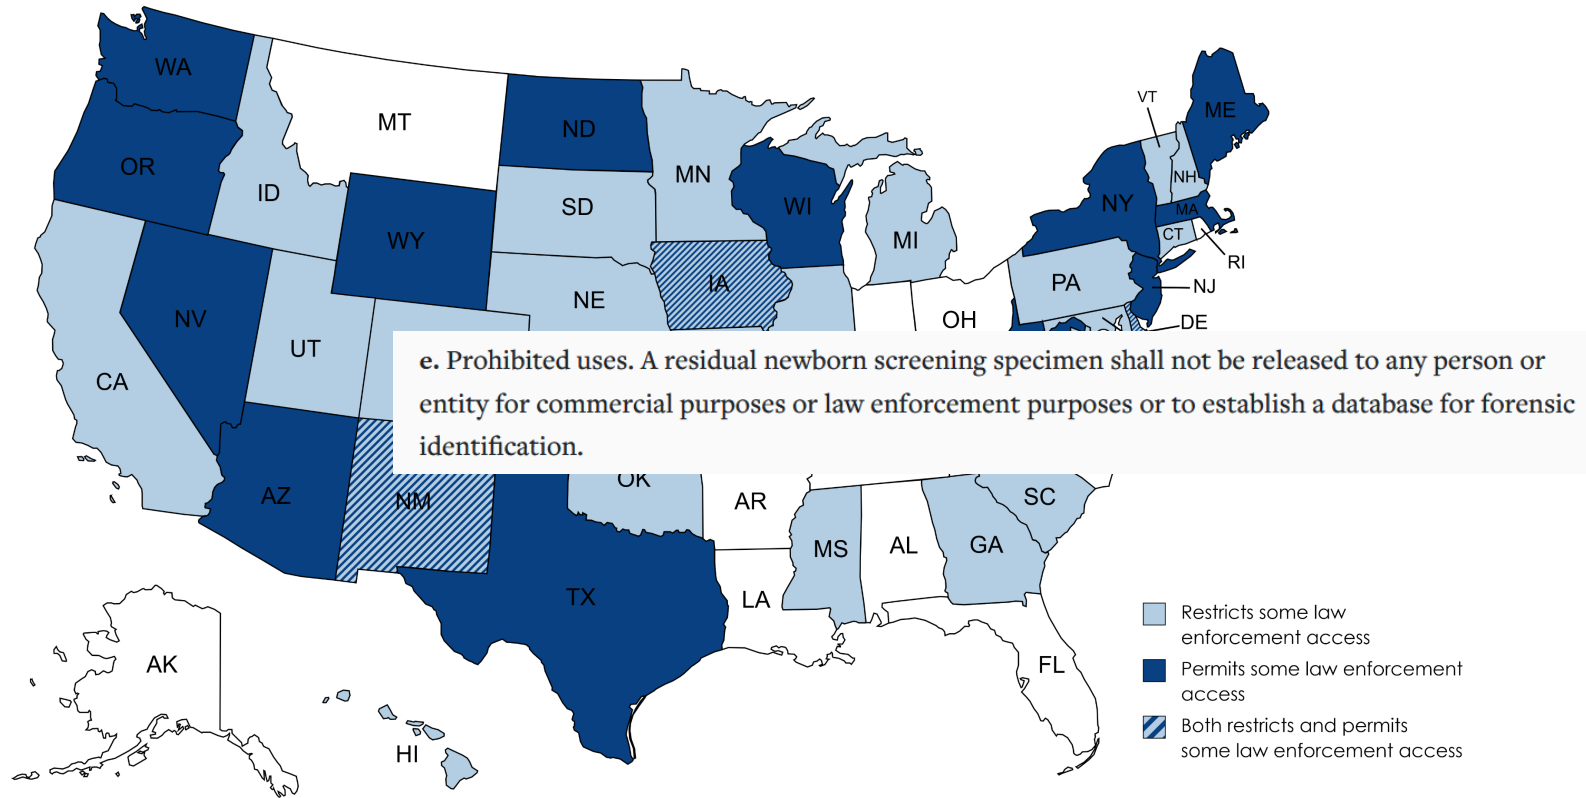 WA
MT
ND
MN
VT
ME
OR
ID
SD
WI
MI
NY
NH
MA
CT
RI
WY
NE
IA
PA
NJ
NV
UT
OH
DE
CA
e. Prohibited uses. A residual newborn screening specimen shall not be released to any person or
entity for commercial purposes or law enforcement purposes or to establish a database for forensic
identification.
AZ
NM
OK
AR
SC
MS
AL
GA
TX
LA
AK
FL
HI
Restricts some law
enforcement access
Permits some law enforcement
access
Both restricts and permits
some law enforcement access